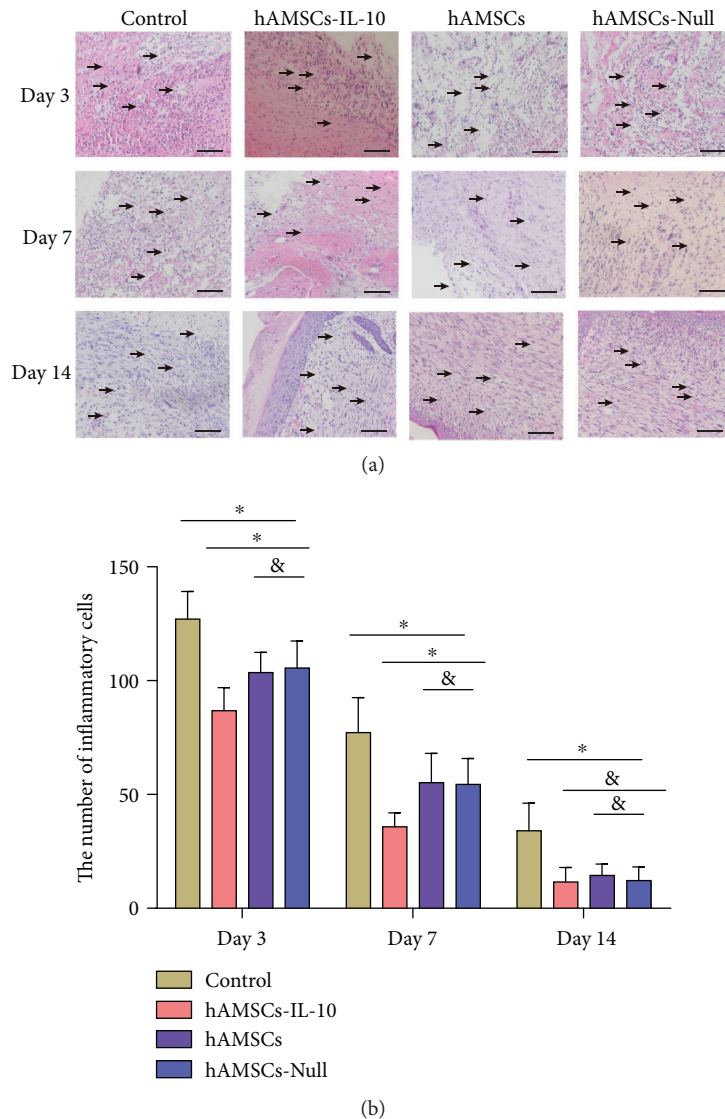 Control hAMSCs-IL-10 hAMSCs hAMSCs-Null
Day 3
Day 7
Day 14
(a)
* * &
* * &
* & &
The number of inflammatory cells
150
100
50
0
Day 3 Day 7 Day 14
Control
hAMSCs-IL-10
hAMSCs
hAMSCs-Null
(b)